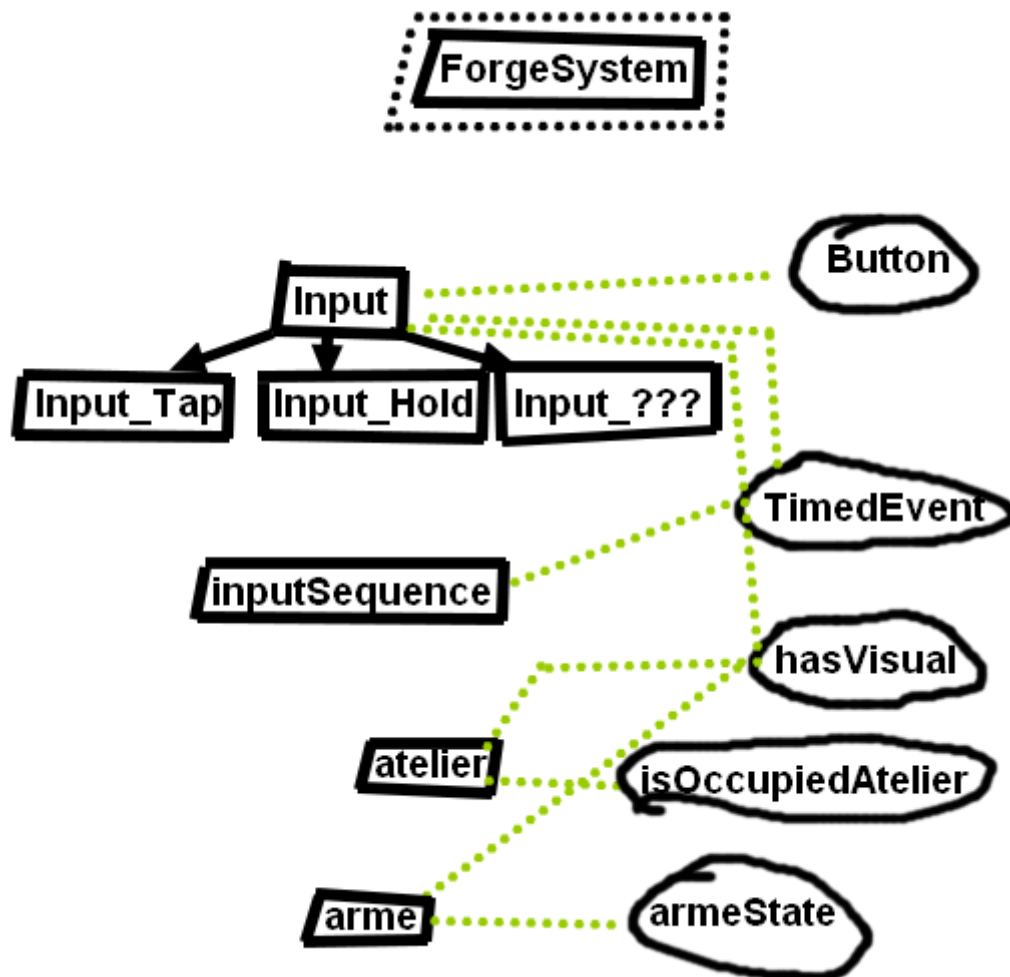 ForgeSystem
Button
Input
Input_Tap
Input_Hold
Input_???
TimedEvent
inputSequence
hasVisual
atelier
isOccupiedAtelier
arme
armeState